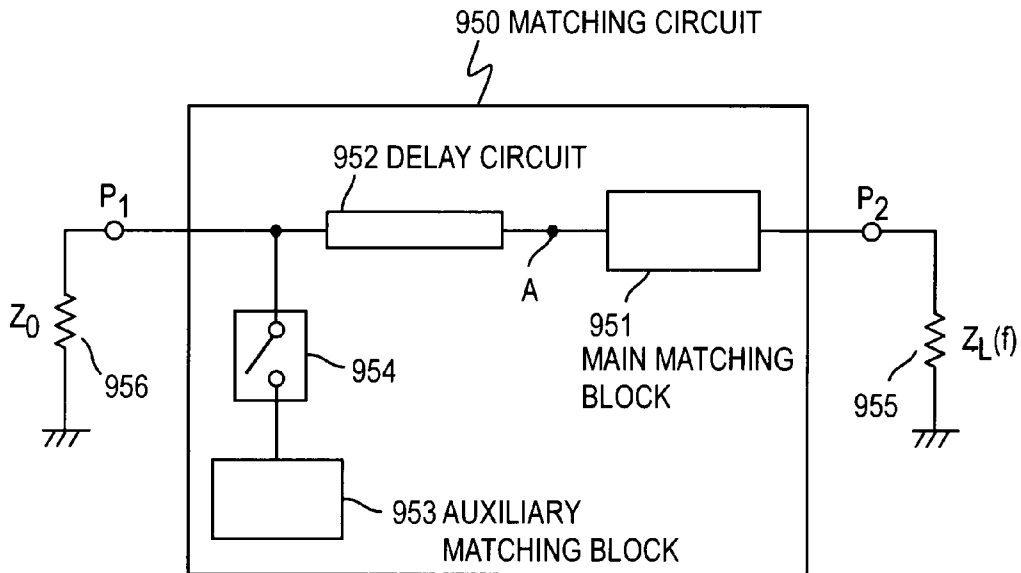 950 MATCHING CIRCUIT
952 DELAY CIRCUIT
P1
P2
A
Z0
956
954
951
MAIN MATCHING
BLOCK
ZL(f)
955
953 AUXILIARY
MATCHING BLOCK